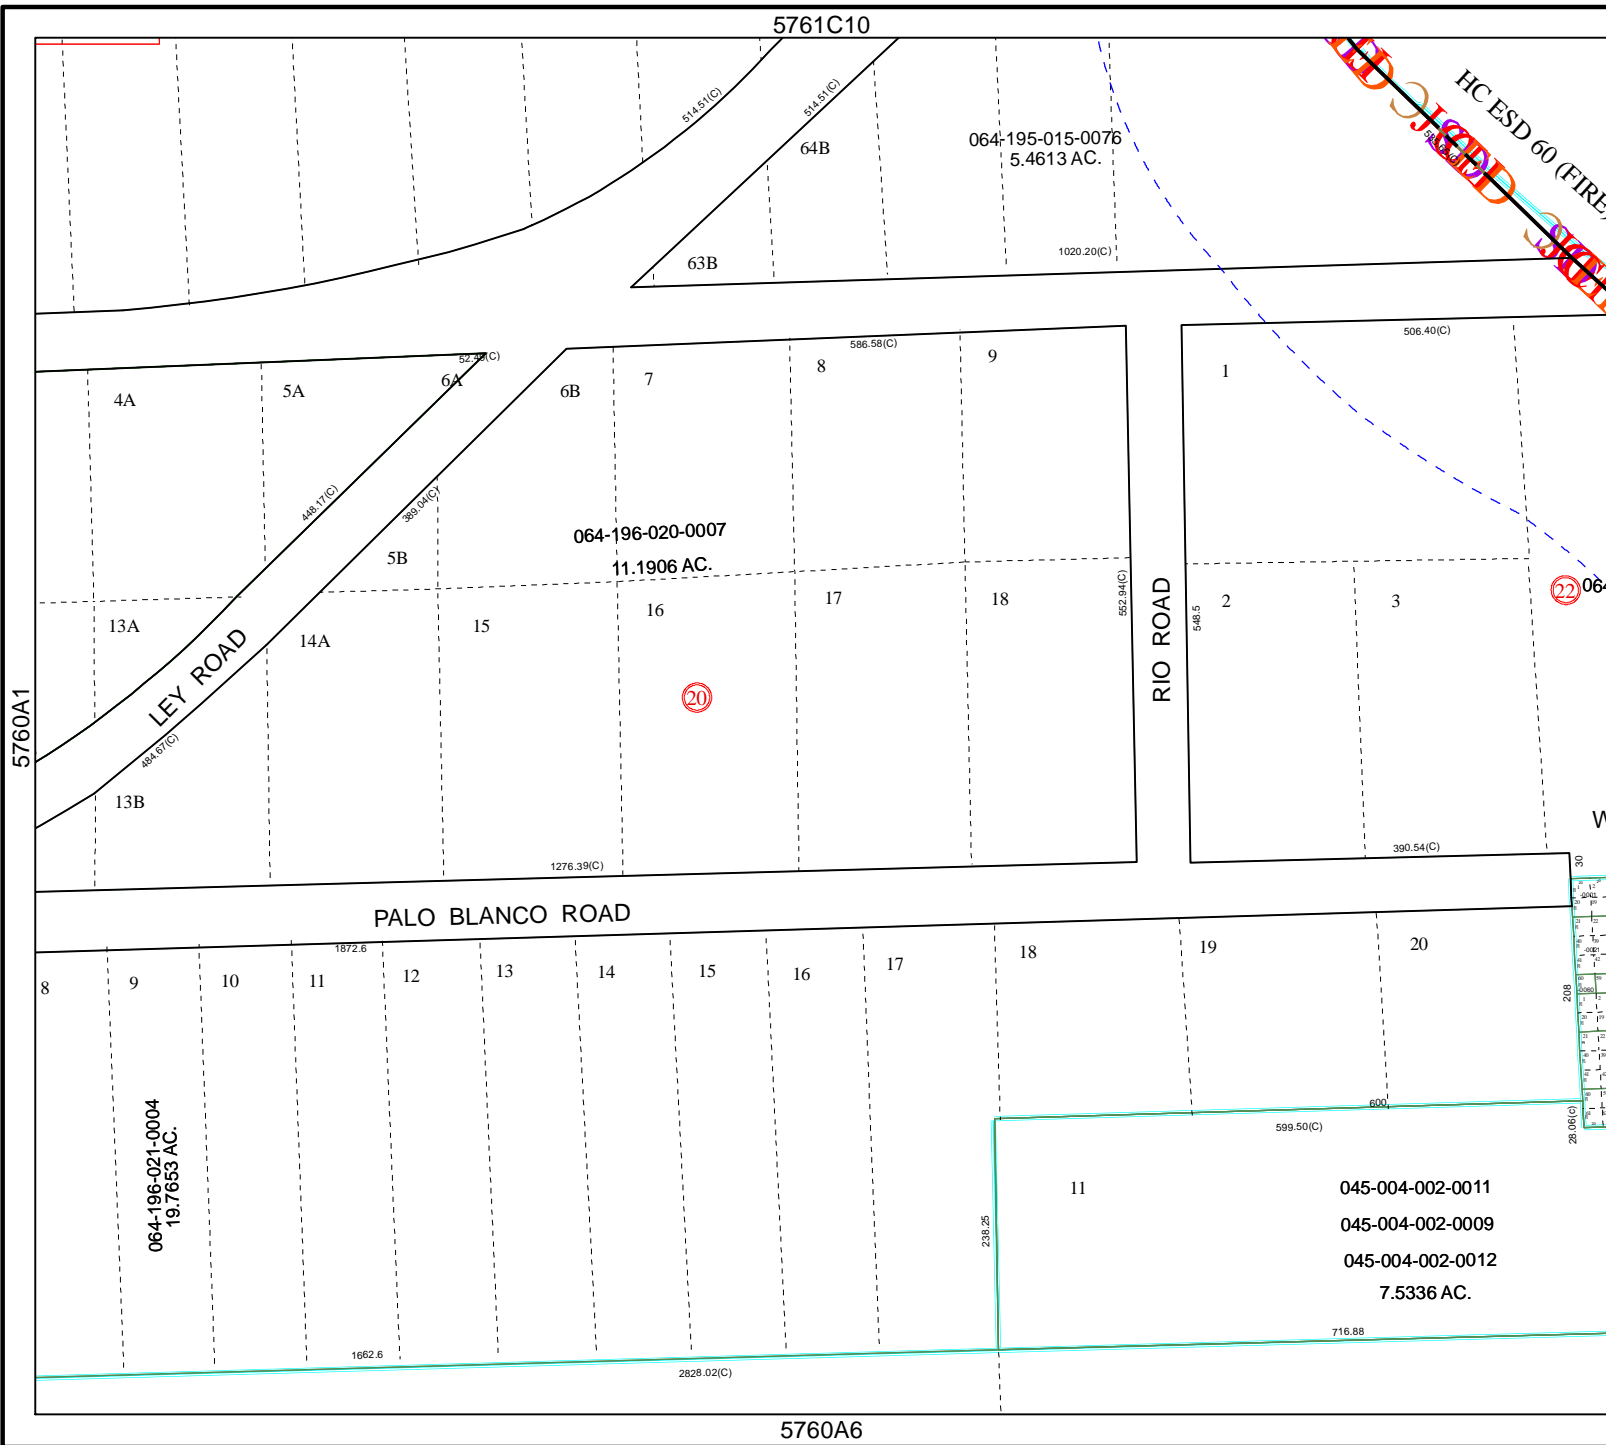 5761C10
514.51(C)
514.51(C)
64B
064-195-015-0076
5.4613 AC.
HC ESD 60 (FIRE)
63B
1020.20(C)
52.45(C)
586.58(C)
506.40(C)
4A
5A
6A
6B
7
8
9
1
448.17(C)
389.04(C)
064-196-020-0007
11.1906 AC.
5B
552.94(C)
548.5
RIO ROAD
22
064
13A
14A
15
16
17
18
2
3
LEY ROAD
20
5760A1
484.67(C)
13B
W
1276.39(C)
390.54(C)
30
PALO BLANCO ROAD
1872.6
8
9
10
11
12
13
14
15
16
17
18
19
20
208
064-196-021-0004
19.7653 AC.
600
599.50(C)
28.06(c)
238.25
11
045-004-002-0011
045-004-002-0009
045-004-002-0012
7.5336 AC.
716.88
1662.6
2828.02(C)
5760A6